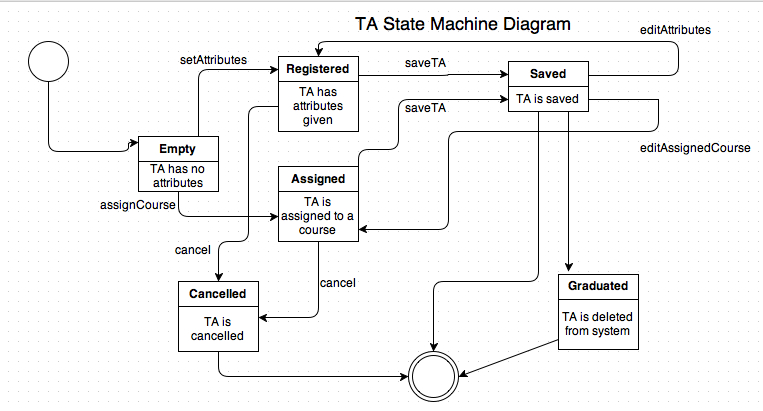 TA State Machine Diagram
editAttributes
setAttributes
Registered
TA has
attributes
given
saveTA
Saved
TA is saved
saveTA
Empty
TA has no
attributes
editAssignedCourse
Assigned
TA is
assigned to a
course
assignCourse
cancel
cancel
Cancelled
TA is
cancelled
Graduated
TA is deleted
from system